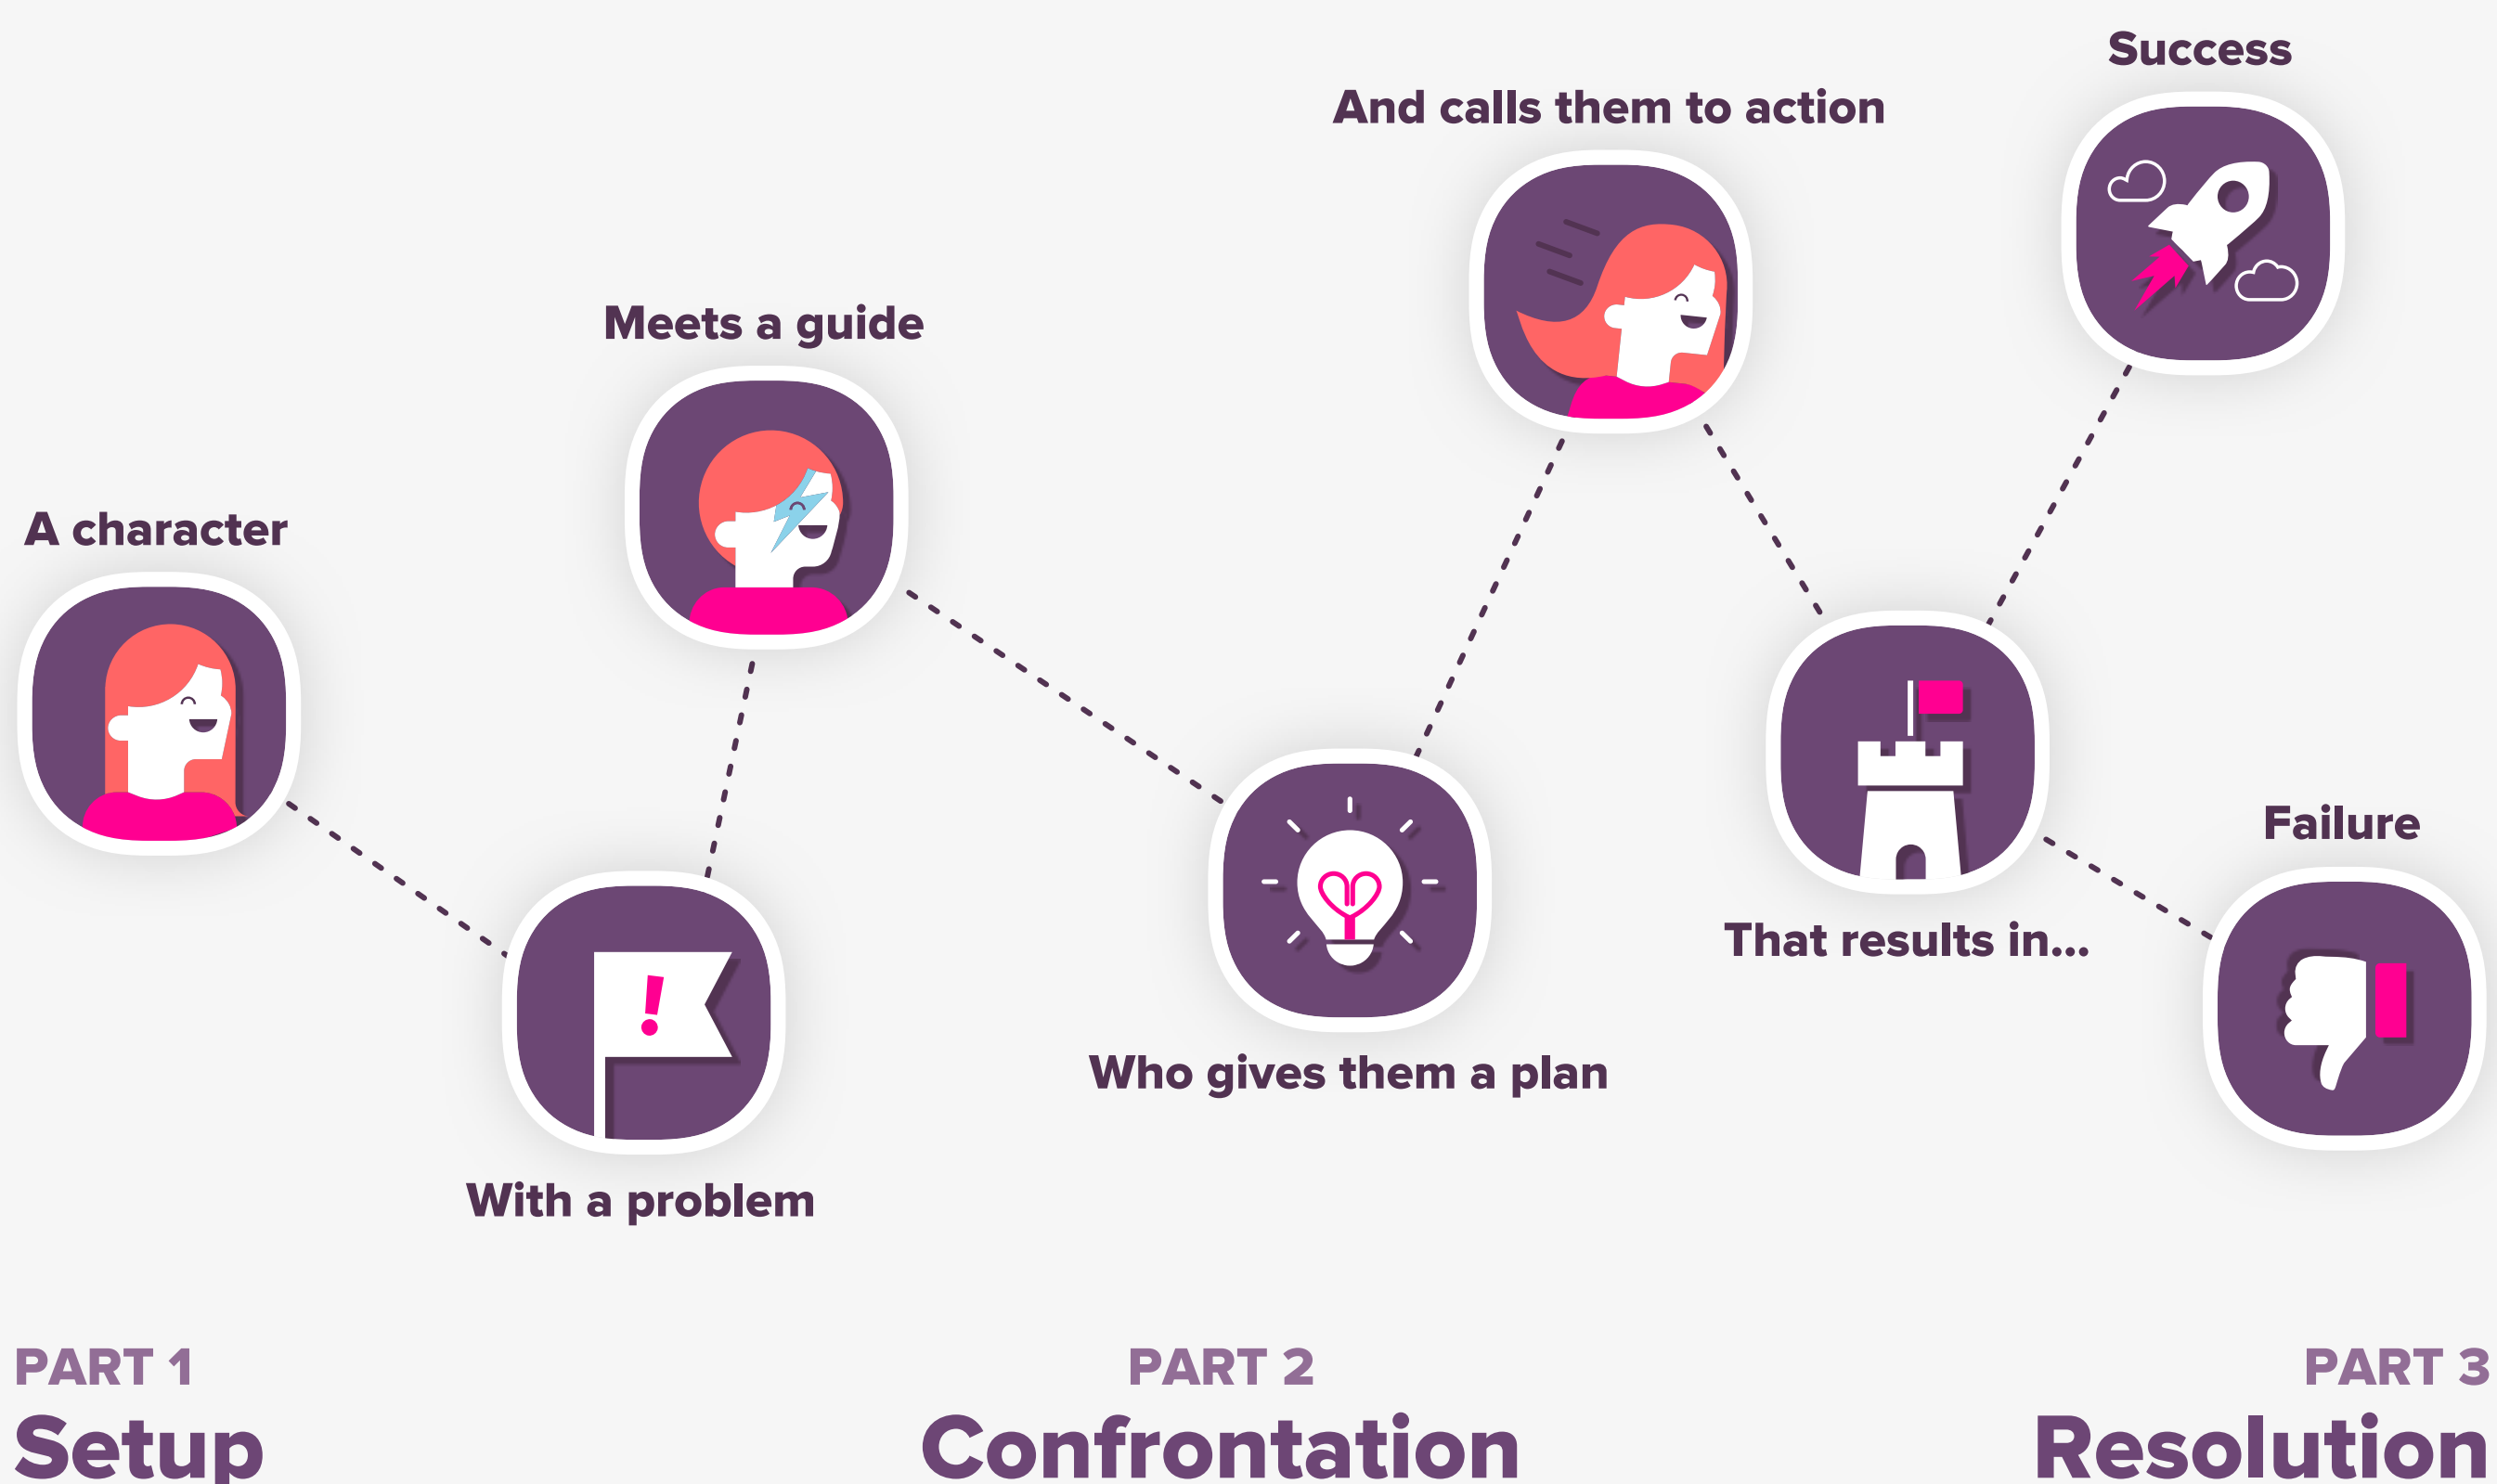 A character
With a problem
Meets a guide
Who gives them a plan
And calls them to action
That results in...
Success
Failure
PART 1
Setup
PART 2
Confrontation
PART 3
Resolution